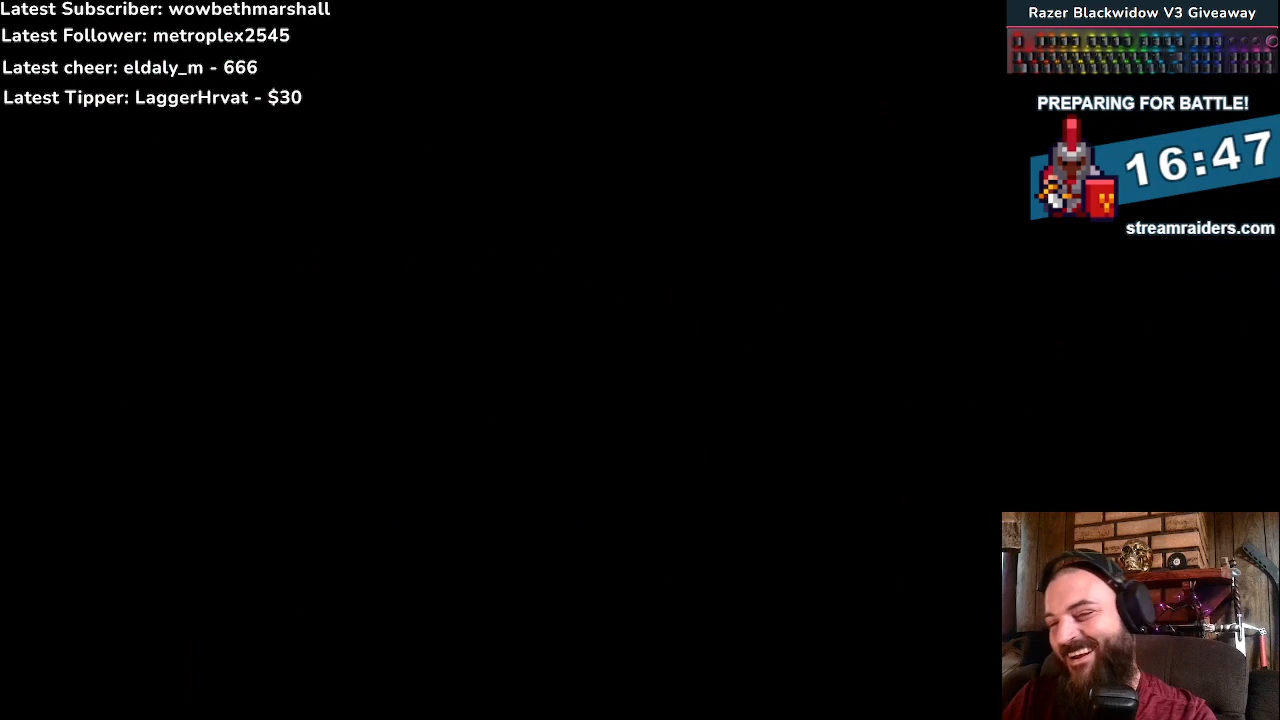 Latest Subscriber: wowbethmarshall
Latest Follower: metroplex2545
Latest cheer: eldaly_m - 666
Latest Tipper: LaggerHrvat - $30
Razer Blackwidow V3 Giveaway
PREPARING FOR BATTLE!
16:47
streamraiders.com